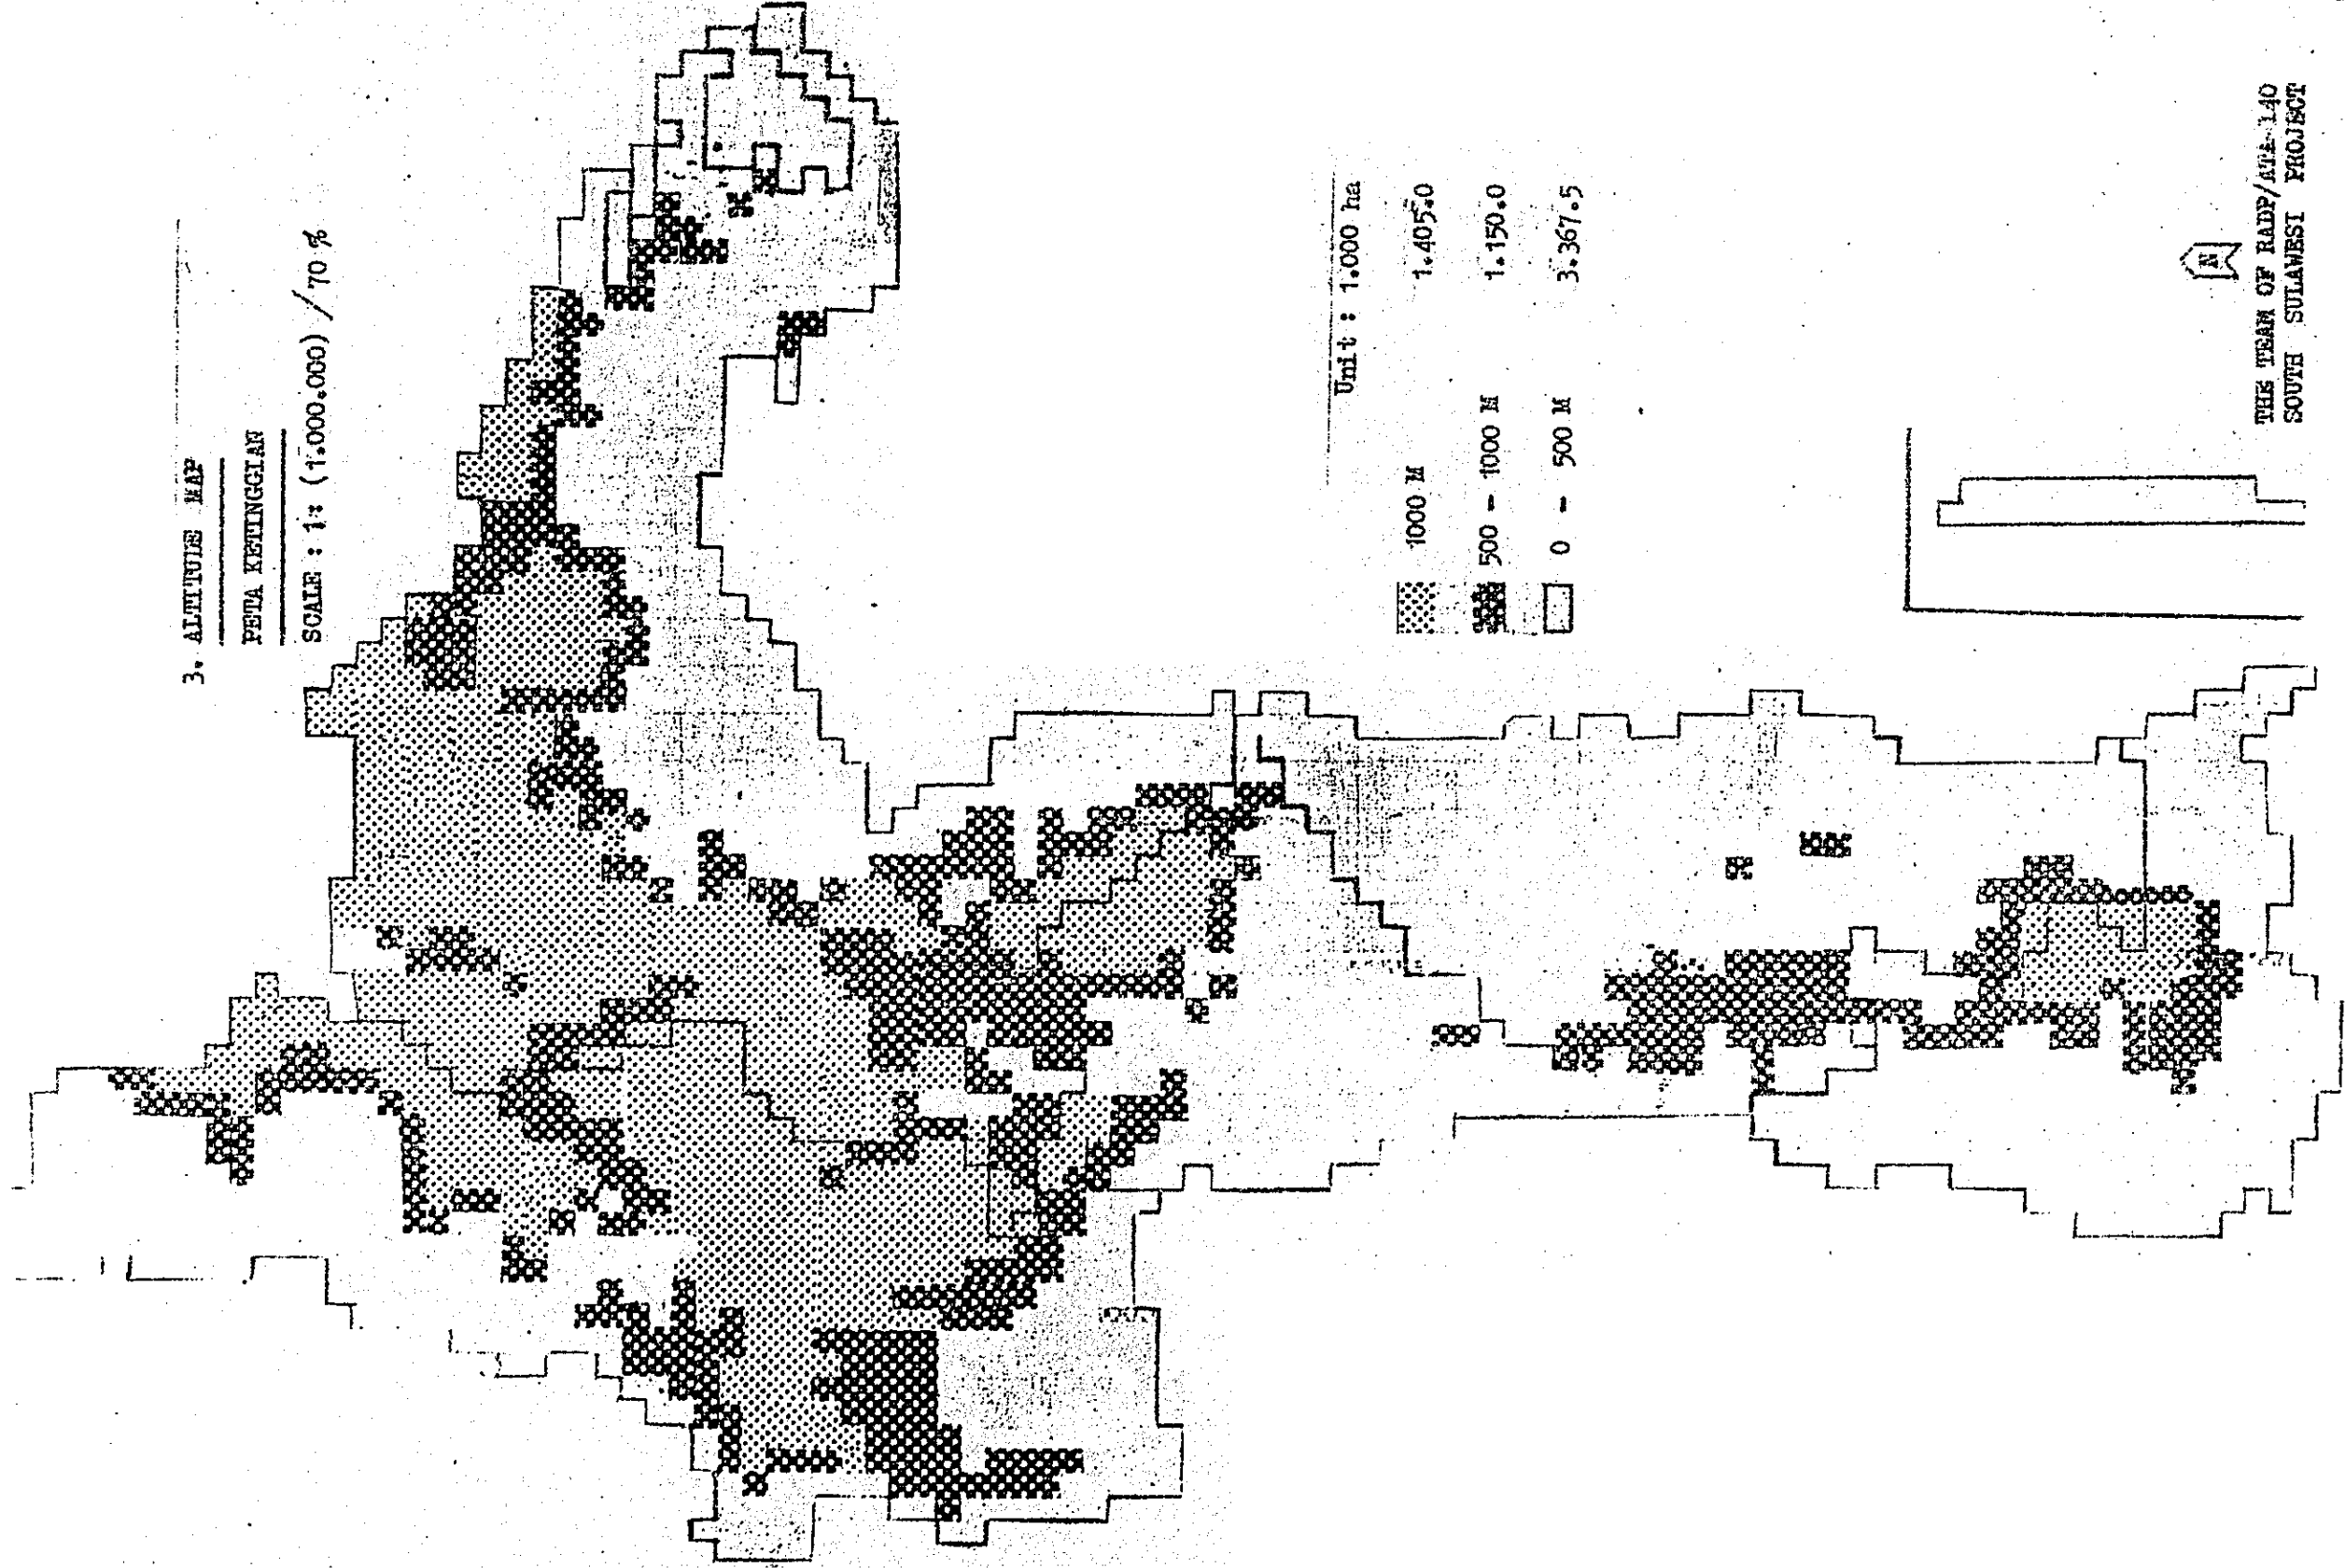 3. ALTITUDE MAP
PETA KETINGGIAN
SCALE : 1: (1.000.000) / 70 %
Unit : 1.000 ha
1000 M 1.405.0
500 - 1000 M 1.150.0
0 - 500 M 3.367.5
N
THE TEAM OF RADP/ATA-140
SOUTH SULAWESI PROJECT